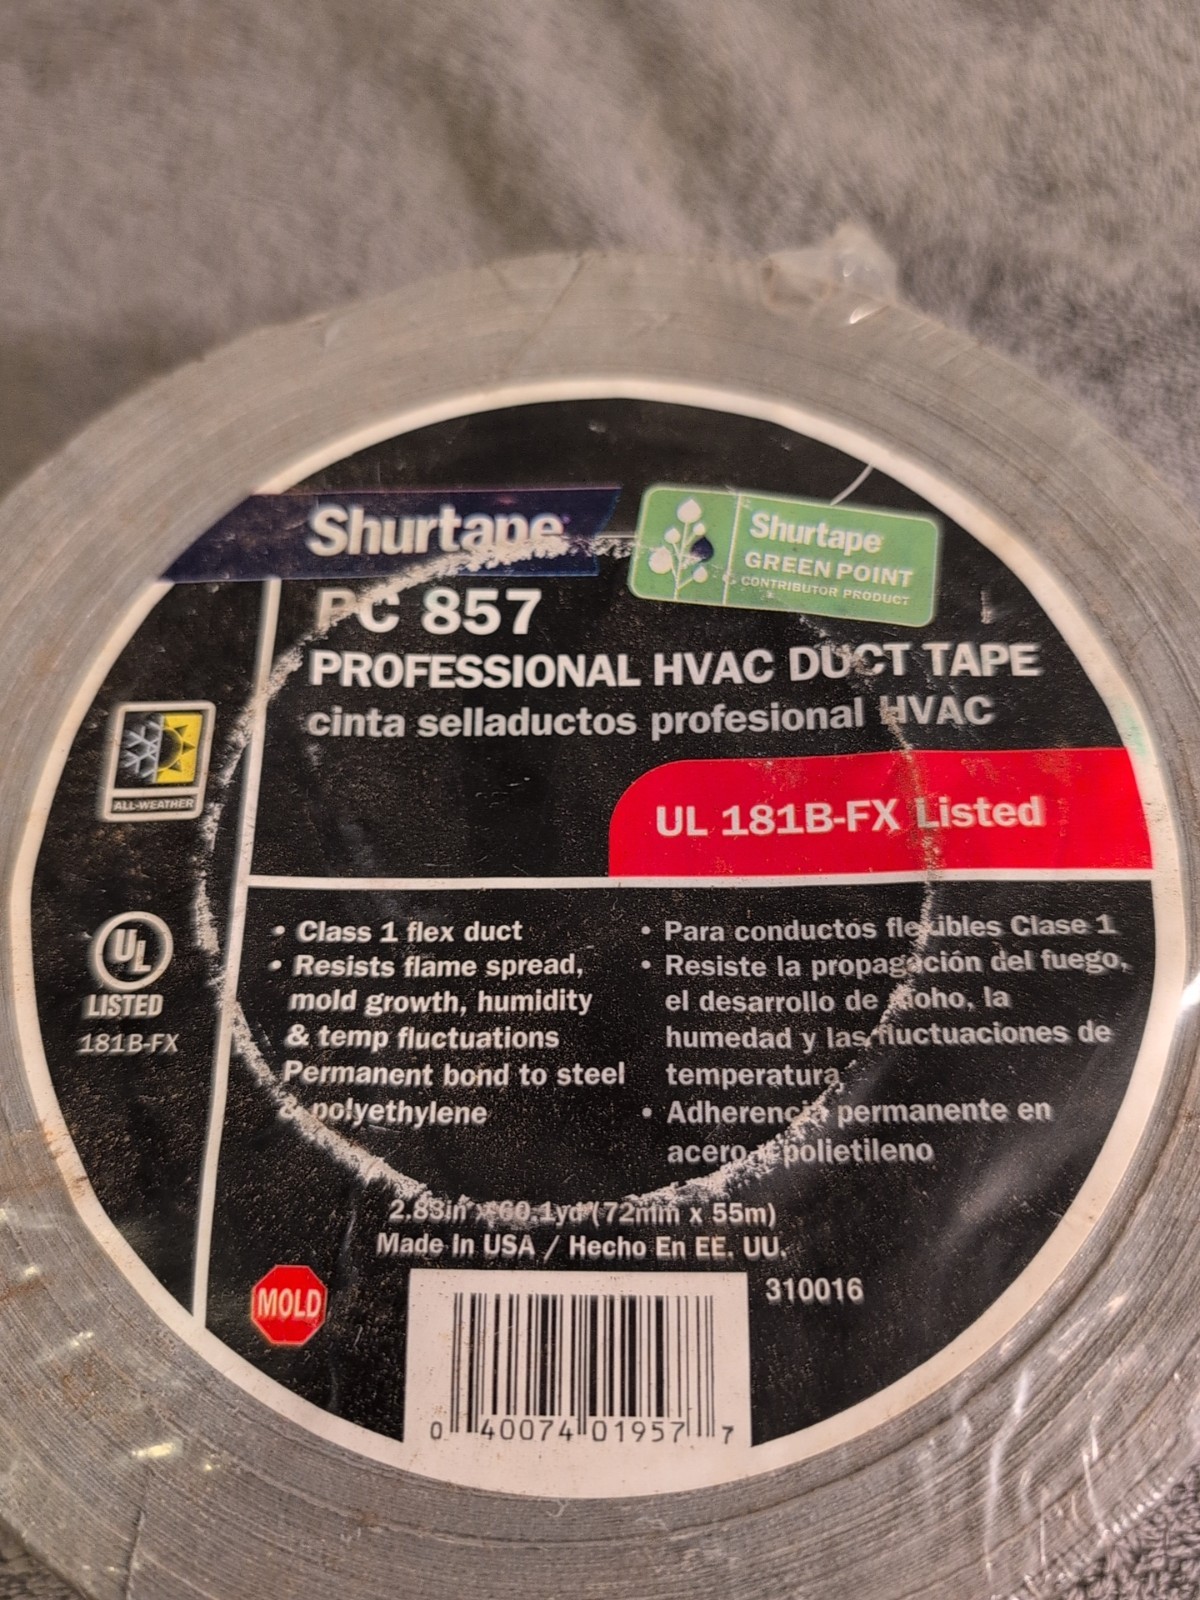 Shurtape
Shurtape
GREEN POINT
CONTRIBUTOR PRODUCT
PC 857
PROFESSIONAL HVAC DUCT TAPE
cinta sellaductos profesional HVAC
ALL-WEATHER
UL 181B-FX Listed
UL
LISTED
181B-FX
• Class 1 flex duct
• Resists flame spread,
mold growth, humidity
& temp fluctuations
Permanent bond to steel
& polyethylene
• Para conductos flexibles Clase 1
• Resiste la propagación del fuego,
el desarrollo de moho, la
humedad y las fluctuaciones de
temperatura
• Adherencia permanente en
acero y polietileno
2.83in x 60.1yd (72mm x 55m)
Made In USA / Hecho En EE. UU.
310016
MOLD
0 40074 01957 7